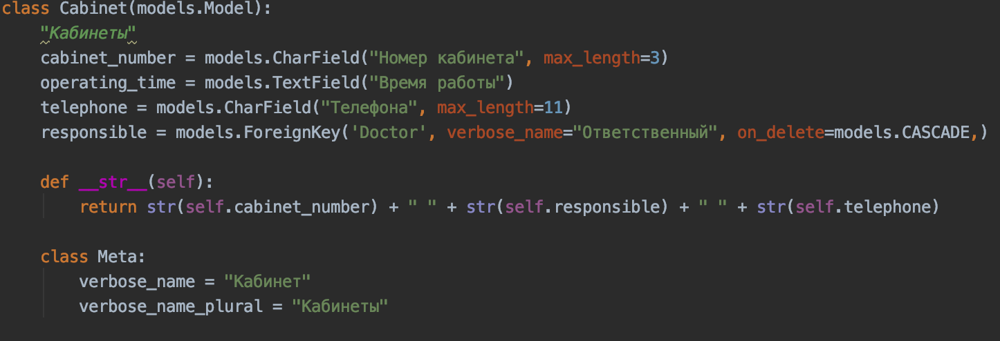 class Cabinet(models.Model):
"Кабинеты"
cabinet_number = models.CharField("Номер кабинета", max_length=3)
operating_time = models.TextField("Время работы")
telephone = models.CharField("Телефона", max_length=11)
responsible = models.ForeignKey('Doctor', verbose_name="Ответственный", on_delete=models.CASCADE,)
def __str__(self):
return str(self.cabinet_number) + " " + str(self.responsible) + " " + str(self.telephone)
class Meta:
verbose_name = "Кабинет"
verbose_name_plural = "Кабинеты"